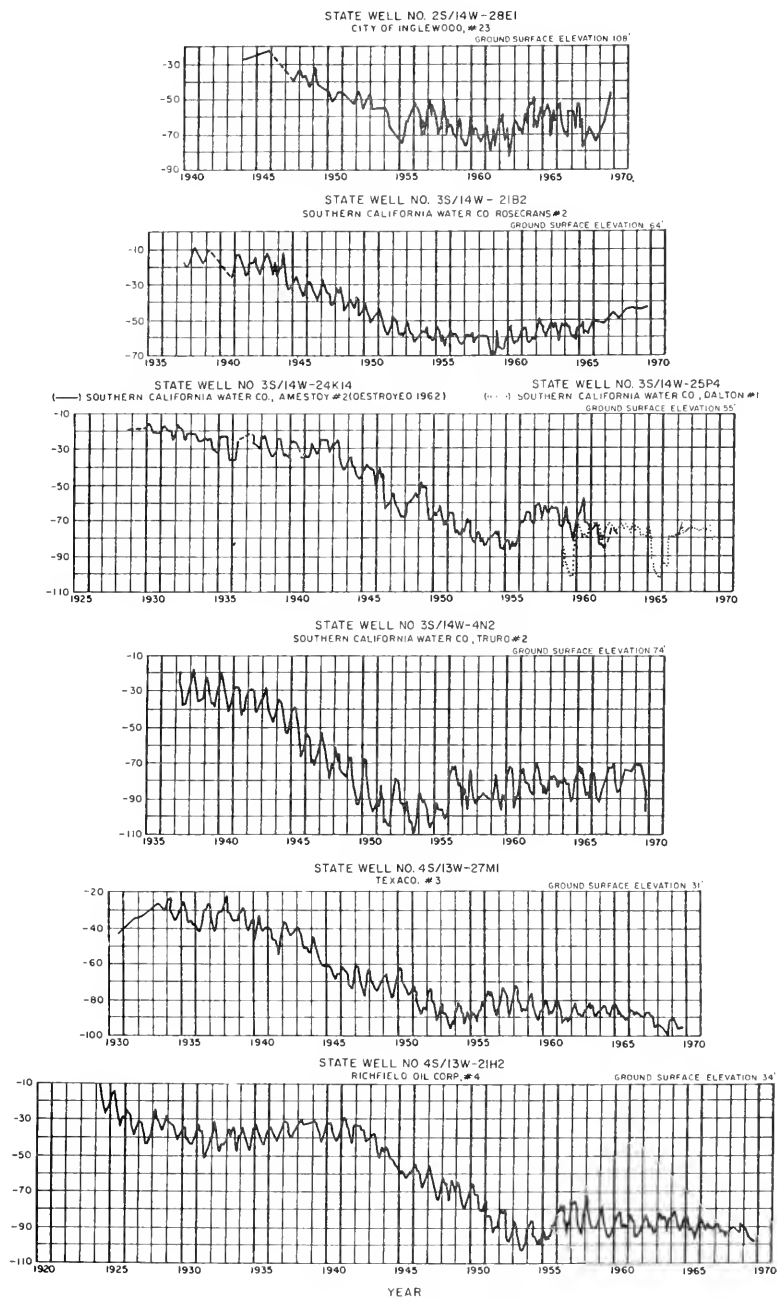 STATE WELL NO. 2S/14W-28E1
CITY OF INGLEWOOD, #23
GROUND SURFACE ELEVATION 108'
-30
-50
-70
-90
1940 1945 1950 1955 1960 1965 1970
STATE WELL NO. 3S/14W - 21B2
SOUTHERN CALIFORNIA WATER CO ROSECRANS #2
GROUND SURFACE ELEVATION 64'
-10
-30
-50
-70
1935 1940 1945 1950 1955 1960 1965 1970
STATE WELL NO 3S/14W-24K14
(—) SOUTHERN CALIFORNIA WATER CO., AMESTOY #2 (DESTROYED 1962)
STATE WELL NO. 3S/14W-25P4
(···) SOUTHERN CALIFORNIA WATER CO, DALTON #1
GROUND SURFACE ELEVATION 55'
-10
-30
-50
-70
-90
-110
1925 1930 1935 1940 1945 1950 1955 1960 1965 1970
STATE WELL NO 3S/14W-4N2
SOUTHERN CALIFORNIA WATER CO, TRURO #2
GROUND SURFACE ELEVATION 74'
-10
-30
-50
-70
-90
-110
1935 1940 1945 1950 1955 1960 1965 1970
STATE WELL NO. 4S/13W-27M1
TEXACO. #3
GROUND SURFACE ELEVATION 31'
-20
-40
-60
-80
-100
1930 1935 1940 1945 1950 1955 1960 1965 1970
STATE WELL NO 4S/13W-21H2
RICHFIELD OIL CORP, #4
GROUND SURFACE ELEVATION 34'
-10
-30
-50
-70
-90
-110
1920 1925 1930 1935 1940 1945 1950 1955 1960 1965 1970
YEAR